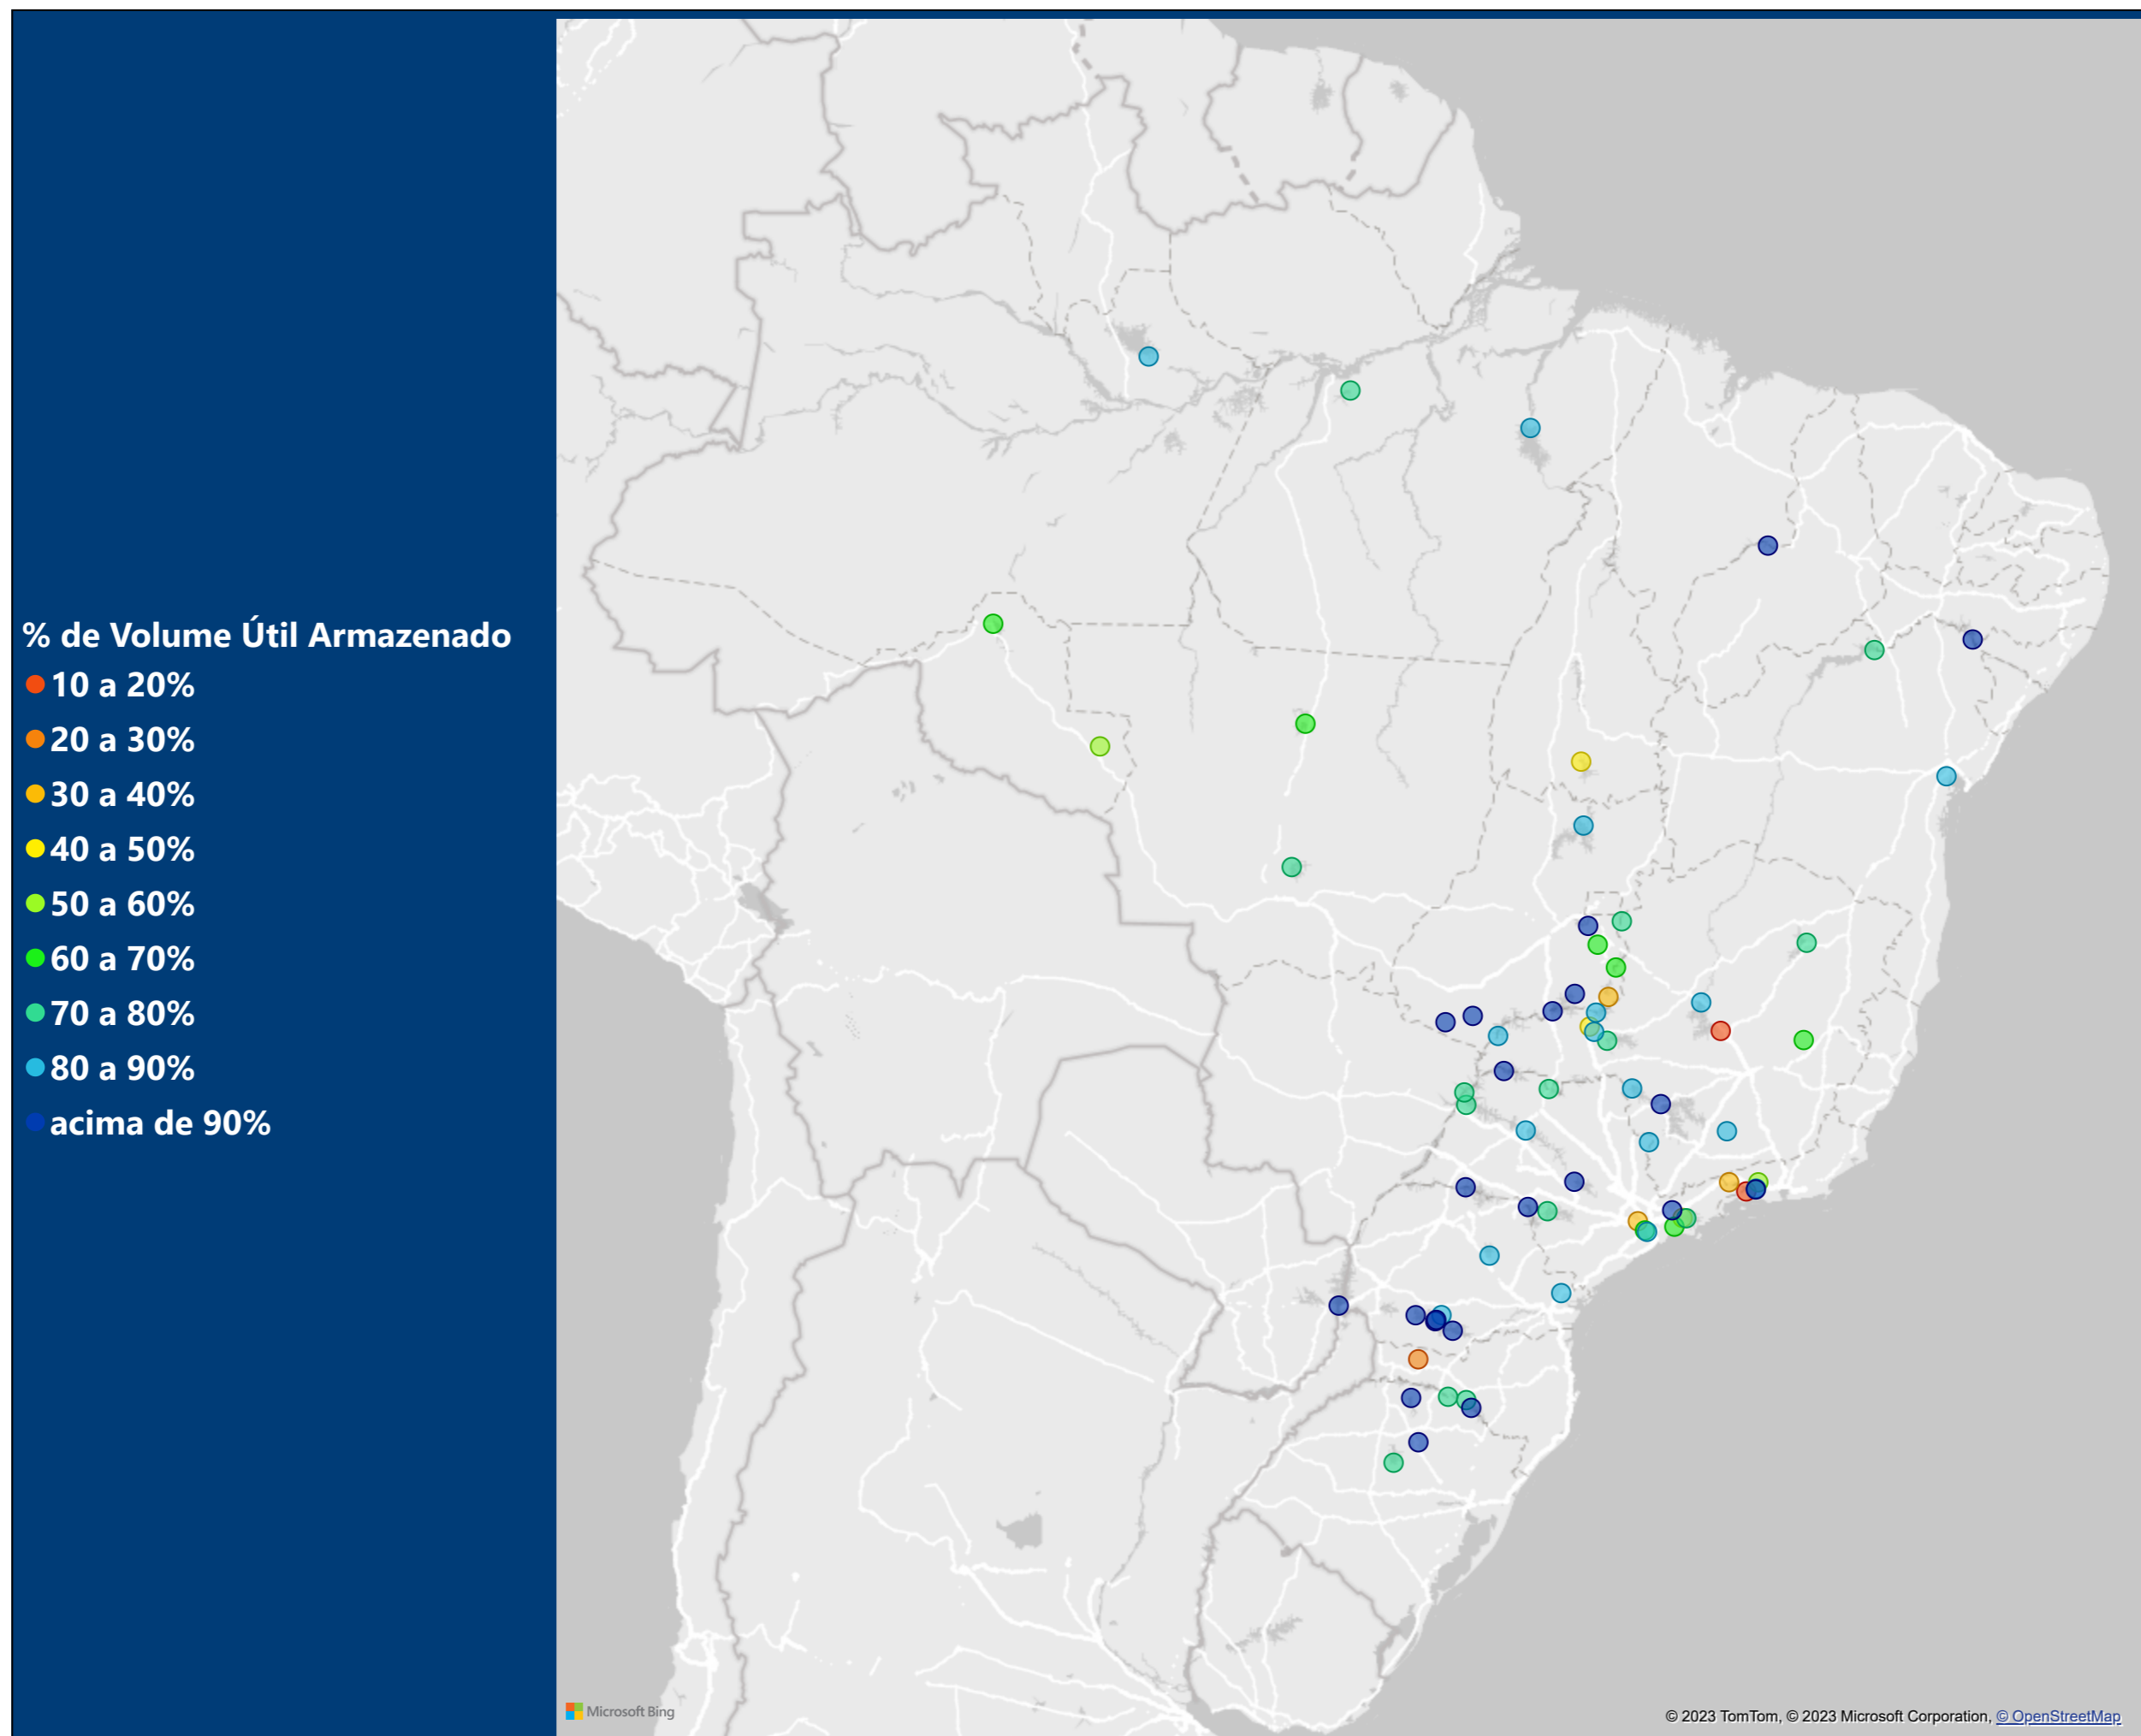 % de Volume Útil Armazenado
10 a 20%
20 a 30%
30 a 40%
40 a 50%
50 a 60%
60 a 70%
70 a 80%
80 a 90%
acima de 90%
Microsoft Bing
© 2023 TomTom, © 2023 Microsoft Corporation, © OpenStreetMap